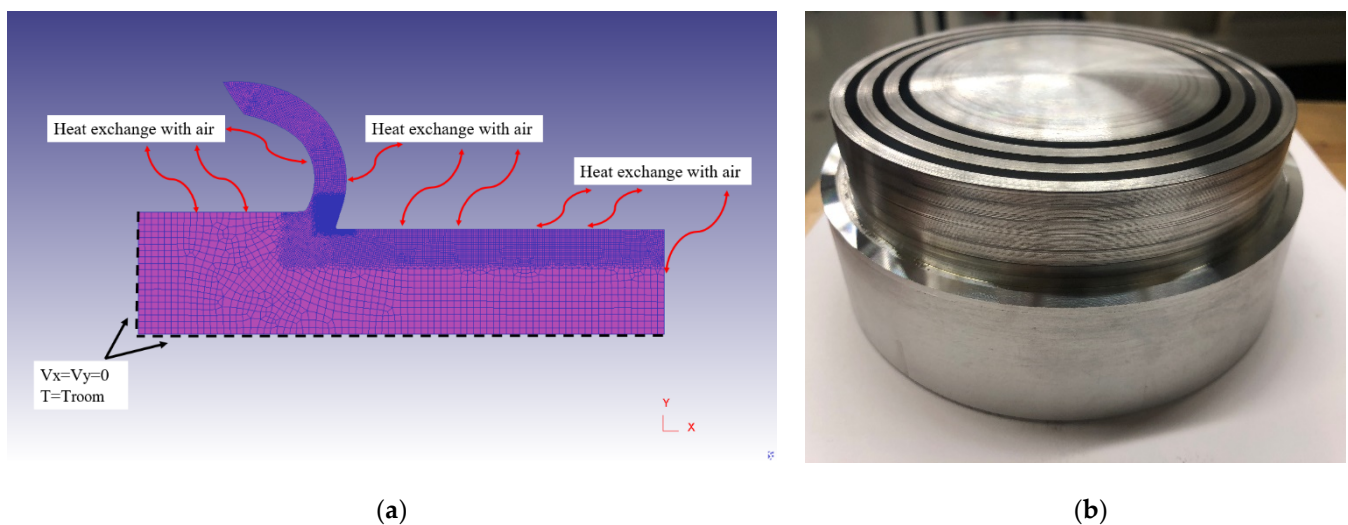 Heat exchange with air
Heat exchange with air
Heat exchange with air
Vx=Vy=0
T=Troom
Y
X
(a)
(b)